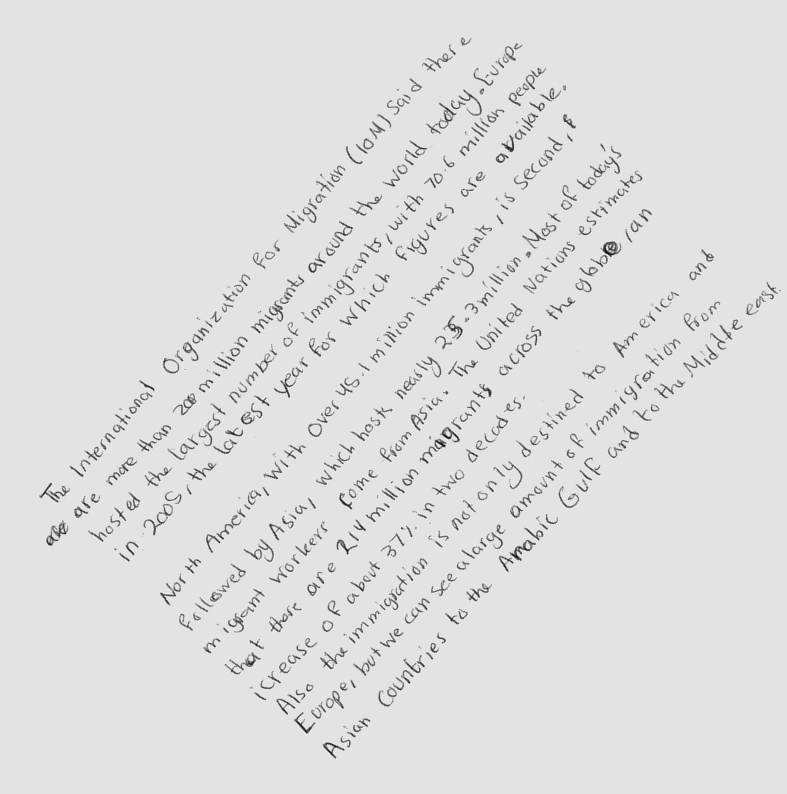 The International Organization For Migration (IOM) Said there
are are more than 200 million migrants around the world today. Europe
hosted the largest number of immigrants, with 70.6 million people
in 2005, the latest year for which figures are available.
North America, with over 45.1 million immigrants, is second,
followed by Asia, which hosts nearly 25.3 million. Most of today's
migrant workers come from Asia. The United Nations estimates
that there are 214 million migrants across the globe, an
icrease of about 37% in two decades.
Also the immigration is not only destined to America and
Europe, but we can see a large amount of immigration from
Asian Countries to the Arabic Gulf and to the Middle east.